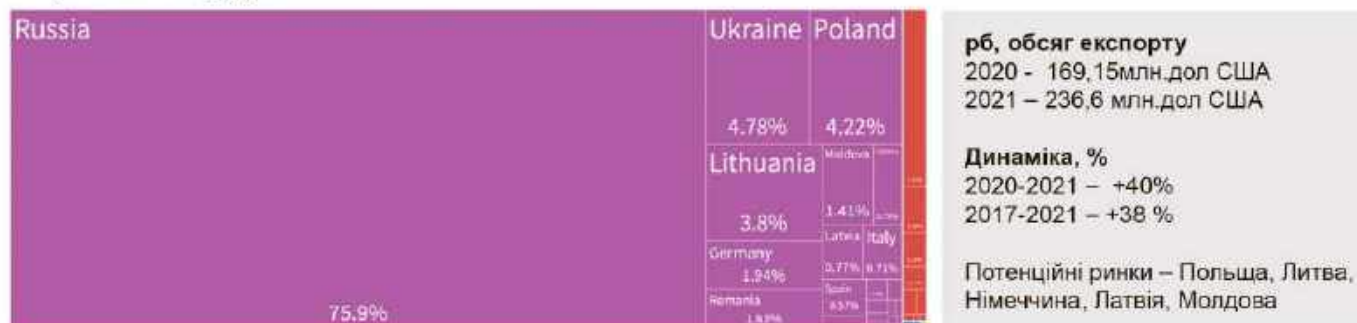 Russia
75.9%
Ukraine
4.78%
Poland
4.22%
Lithuania
3.8%
Moldova
1.41%
Germany
1.94%
Romania
Latvia
0.77%
Italy
0.71%
Spain
рб, обсяг експорту
2020 - 169,15млн.дол США
2021 – 236,6 млн.дол США
Динаміка, %
2020-2021 – +40%
2017-2021 – +38 %
Потенційні ринки – Польща, Литва,
Німеччина, Латвія, Молдова